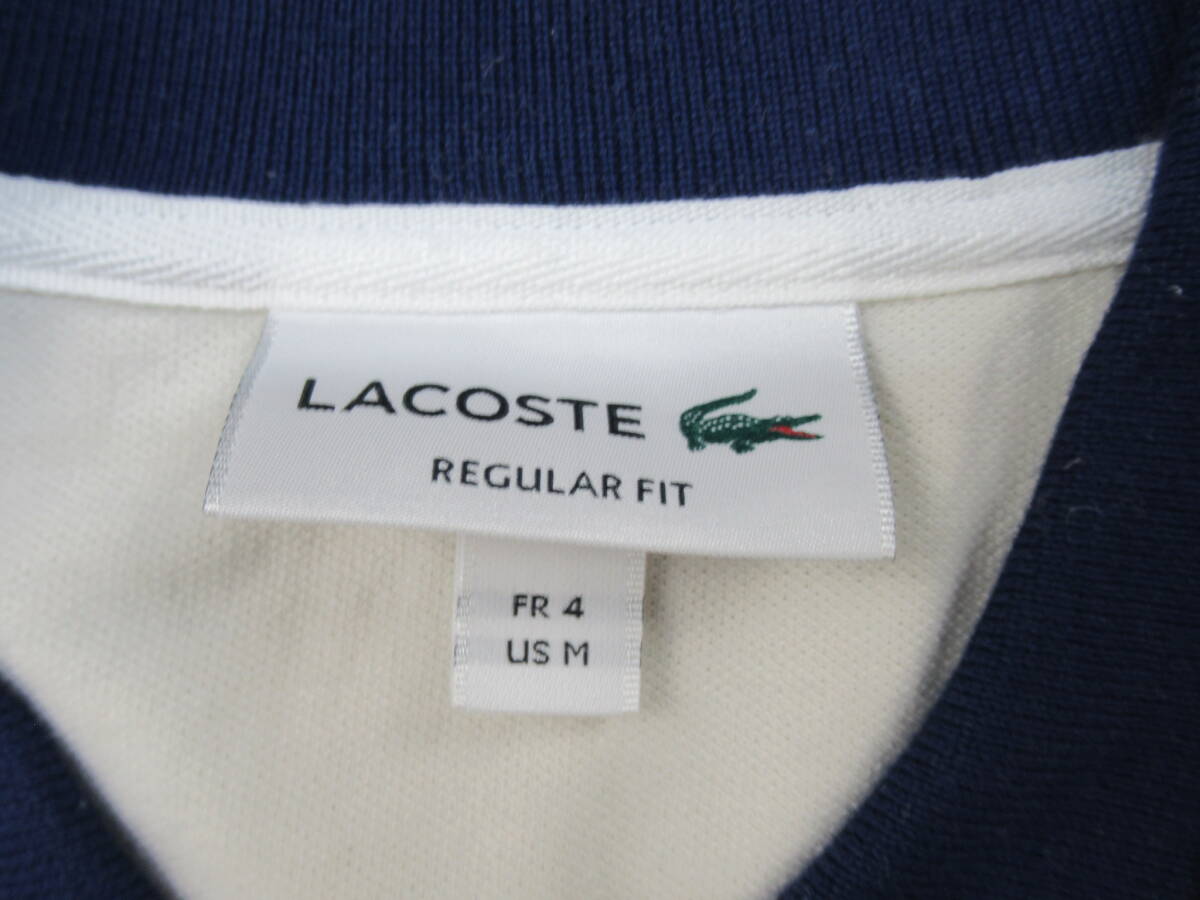 LACOSTE
REGULAR FIT
FR 4
US M